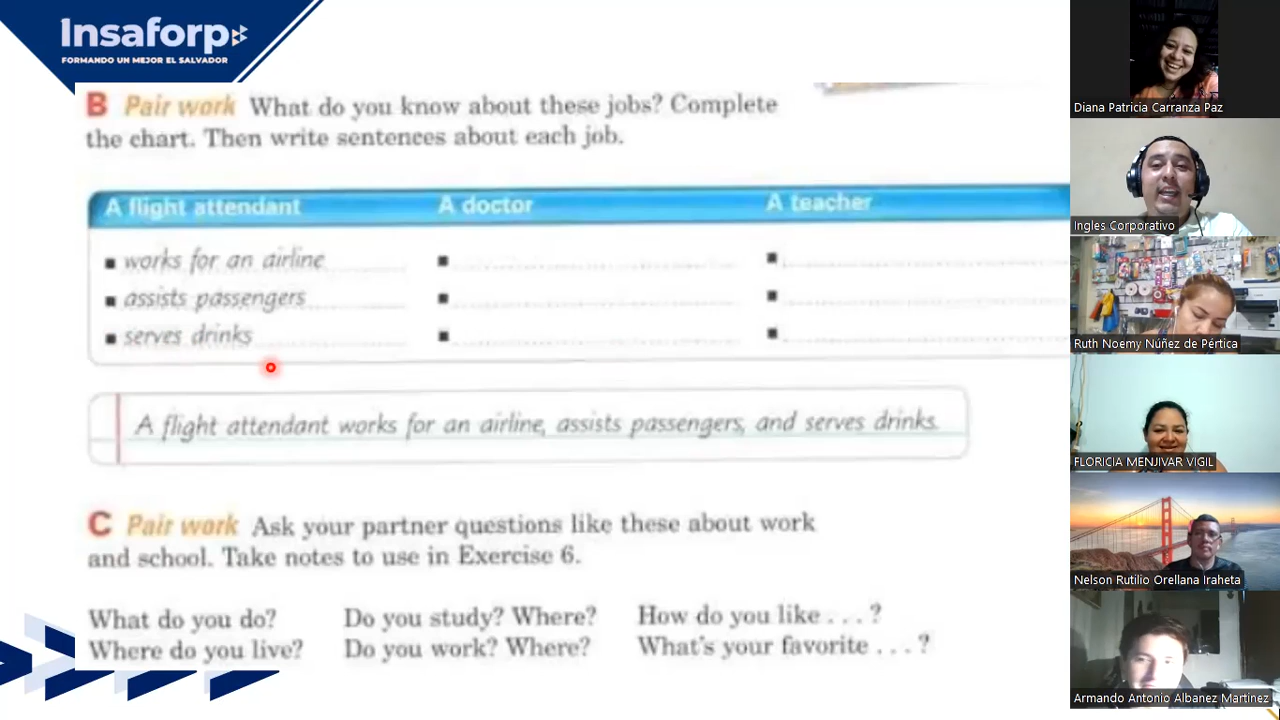 Insaforp
FORMANDO UN MEJOR EL SALVADOR
B Pair work What do you know about these jobs? Complete
the chart. Then write sentences about each job.
A flight attendant A doctor A teacher
works for an airline
assists passengers
serves drinks
A flight attendant works for an airline, assists passengers, and serves drinks.
C Pair work Ask your partner questions like these about work
and school. Take notes to use in Exercise 6.
What do you do? Do you study? Where? How do you like . . . ?
Where do you live? Do you work? Where? What's your favorite . . . ?
Diana Patricia Carranza Paz
Ingles Corporativo
Ruth Noemy Núñez de Pértica
FLORICIA MENJIVAR VIGIL
Nelson Rutilio Orellana Iraheta
Armando Antonio Albanez Martinez